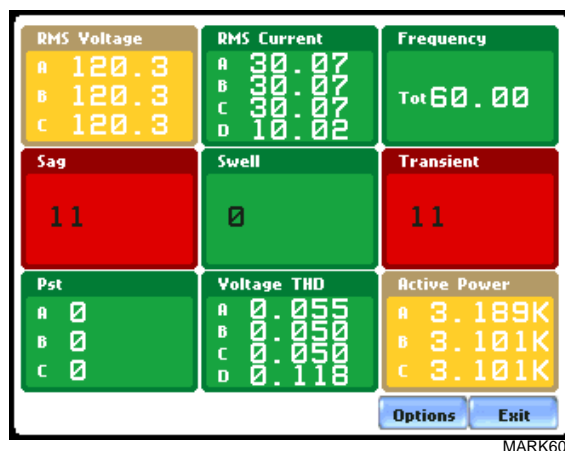 RMS Voltage
A 120.3
B 120.3
C 120.3
RMS Current
A 30.07
B 30.07
C 30.07
D 10.02
Frequency
Tot 60.00
Sag
11
Swell
0
Transient
11
Pst
A 0
B 0
C 0
Voltage THD
A 0.055
B 0.050
C 0.050
D 0.118
Active Power
A 3.189K
B 3.101K
C 3.101K
Options Exit
MARK60